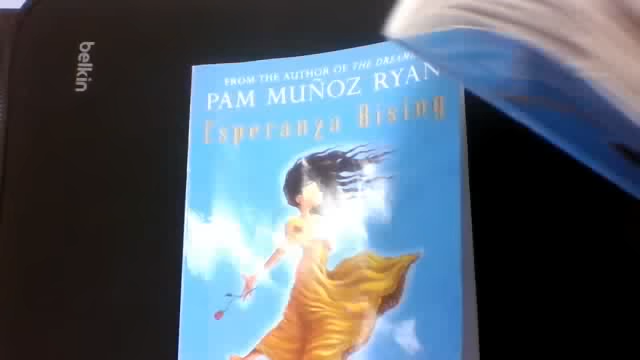 belkin
FROM THE AUTHOR OF THE DREAM
PAM MUÑOZ RYAN
Esperanza Rising